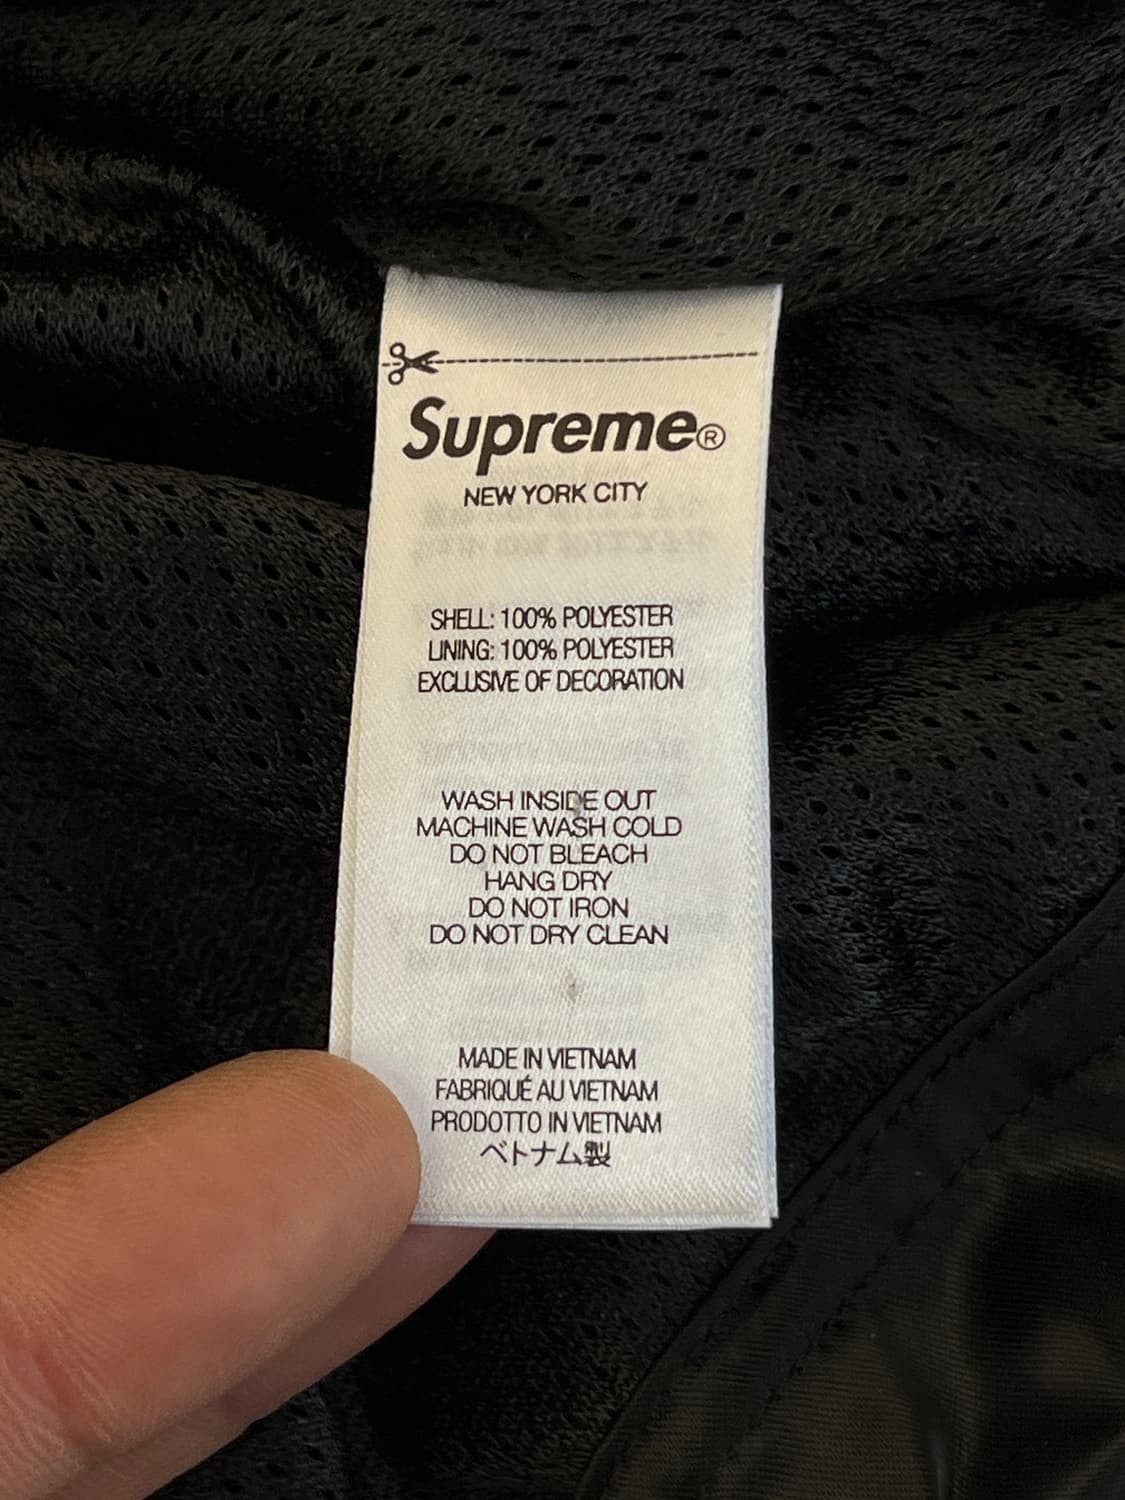 Supreme®
NEW YORK CITY
SHELL: 100% POLYESTER
LINING: 100% POLYESTER
EXCLUSIVE OF DECORATION
WASH INSIDE OUT
MACHINE WASH COLD
DO NOT BLEACH
HANG DRY
DO NOT IRON
DO NOT DRY CLEAN
MADE IN VIETNAM
FABRIQUÉ AU VIETNAM
PRODOTTO IN VIETNAM
ベトナム製